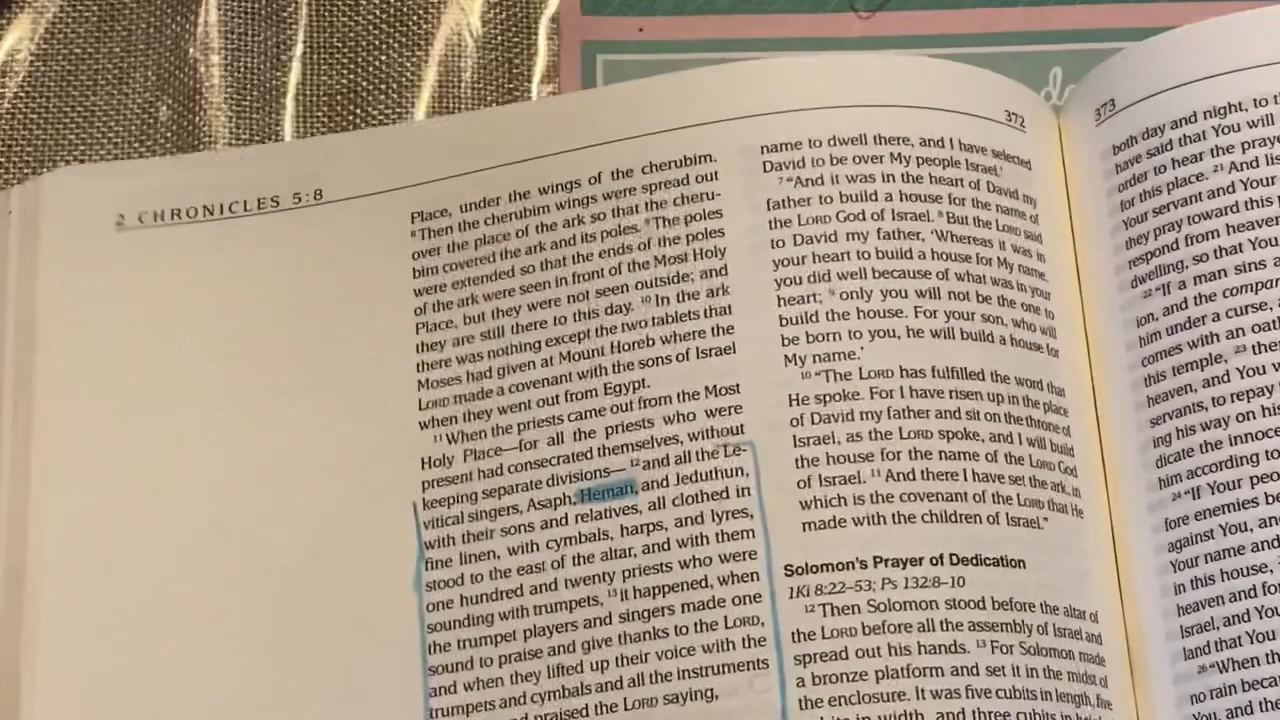 2 CHRONICLES 5:8
372
Place, under the wings of the cherubim.
8 Then the cherubim wings were spread out
over the place of the ark so that the cheru-
bim covered the ark and its poles. 9 The poles
were extended so that the ends of the poles
of the ark were seen in front of the Most Holy
Place, but they were not seen outside; and
they are still there to this day. 10 In the ark
there was nothing except the two tablets that
Moses had given at Mount Horeb where the
LORD made a covenant with the sons of Israel
when they went out from Egypt.
11 When the priests came out from the Most
Holy Place—for all the priests who were
present had consecrated themselves, without
keeping separate divisions— 12 and all the Le-
vitical singers, Asaph, Heman, and Jeduthun,
with their sons and relatives, all clothed in
fine linen, with cymbals, harps, and lyres,
stood to the east of the altar, and with them
one hundred and twenty priests who were
sounding with trumpets, 13 it happened, when
the trumpet players and singers made one
sound to praise and give thanks to the LORD,
and when they lifted up their voice with the
trumpets and cymbals and all the instruments
praised the LORD saying,
name to dwell there, and I have selected
David to be over My people Israel.'
7 "And it was in the heart of David my
father to build a house for the name of
the LORD God of Israel. 8 But the LORD said
to David my father, 'Whereas it was in
your heart to build a house for My name,
you did well because of what was in your
heart; 9 only you will not be the one to
build the house. For your son, who will
be born to you, he will build a house for
My name.'
10 "The LORD has fulfilled the word that
He spoke. For I have risen up in the place
of David my father and sit on the throne of
Israel, as the LORD spoke, and I will build
the house for the name of the LORD God
of Israel. 11 And there I have set the ark, in
which is the covenant of the LORD that He
made with the children of Israel."
Solomon's Prayer of Dedication
1Ki 8:22–53; Ps 132:8–10
12 Then Solomon stood before the altar of
the LORD before all the assembly of Israel and
spread out his hands. 13 For Solomon made
a bronze platform and set it in the midst of
the enclosure. It was five cubits in length, five
in width, and three cubits in
373
both day and night, to
have said that You will
order to hear the
for this place. 21 And
Your servant and Your
they pray toward this
respond from
dwelling, so that You
22 "If a man sins
ion, and the
him under a curse,
comes with an oath
this temple, 23
heaven, and You
servants, to repay
ing his way on his
dicate the
him according to
24 "If Your
fore enemies
against You, and
Your name and
in this house,
heaven and
Israel, and
land that You
26 "When
no rain
You, and